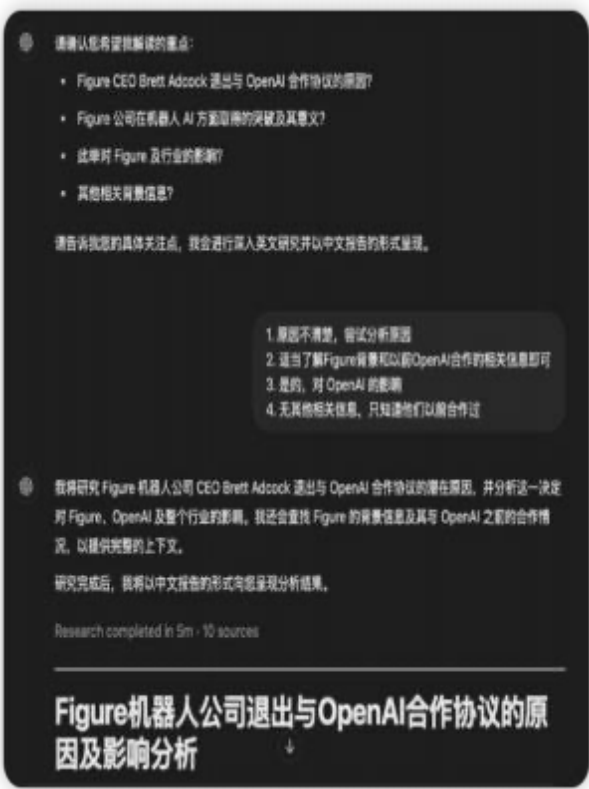 请确认您希望我解读的重点：
• Figure CEO Brett Adcock 退出与 OpenAI 合作协议的原因？
• Figure 公司在机器人 AI 方面取得的突破及其意义？
• 此举对 Figure 及行业的影响？
• 其他相关背景信息？
请告诉我您的具体关注点，我会进行深入英文研究并以中文报告的形式呈现。
1. 原因不清楚，尝试分析原因
2. 适当了解Figure背景和以前OpenAI合作的相关信息即可
3. 是的，对 OpenAI 的影响
4. 无其他相关信息，只知道他们以前合作过
我将研究 Figure 机器人公司 CEO Brett Adcock 退出与 OpenAI 合作协议的潜在原因，并分析这一决定
对 Figure、OpenAI 及整个行业的影响。我还会查找 Figure 的背景信息及其与 OpenAI 之前的合作情
况，以提供完整的上下文。
研究完成后，我将以中文报告的形式向您呈现分析结果。
Research completed in 5m · 10 sources
Figure机器人公司退出与OpenAI合作协议的原
因及影响分析